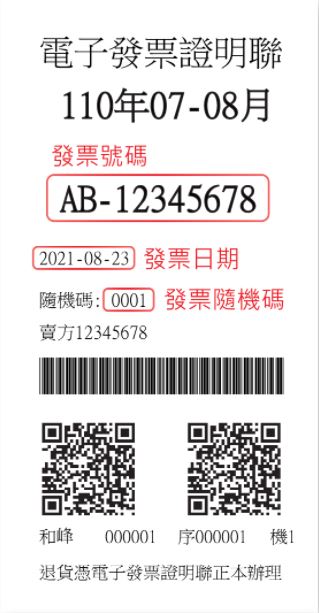 電子發票證明聯
110年07-08月
發票號碼
AB-12345678
2021-08-23 發票日期
隨機碼: 0001 發票隨機碼
賣方12345678
和峰 000001 序000001 機1
退貨憑電子發票證明聯正本辦理